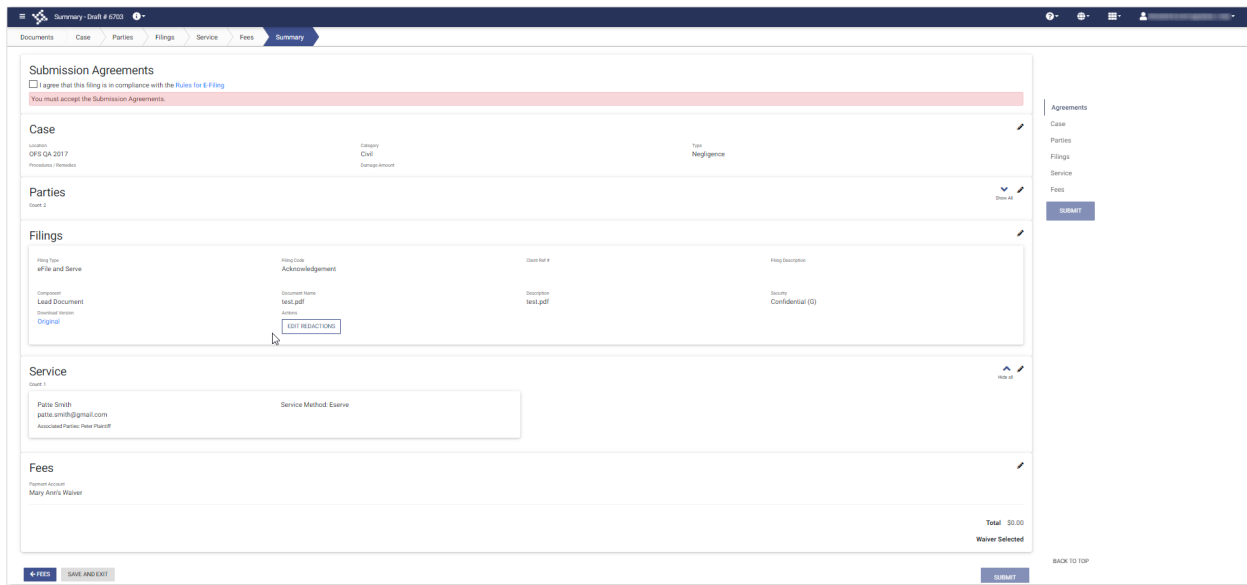 Summary - Draft # 6703
Documents Case Parties Filings Service Fees Summary
Submission Agreements
I agree that this filing is in compliance with the Rules for E-Filing
You must accept the Submission Agreements.
Agreements
Case
Parties
Filings
Service
Fees
SUBMIT
Case
Location Category Type
OFS QA 2017 Civil Negligence
Procedures / Remedies Damage Amount
Parties
Count: 2
Show All
Filings
Filing Type Filing Code Client Ref # Filing Description
eFile and Serve Acknowledgement
Component Document Name Description Security
Lead Document test.pdf test.pdf Confidential (G)
Download Version Actions
Original EDIT REDACTIONS
Service
Count: 1
Hide all
Patte Smith Service Method: Eserve
patte.smith@gmail.com
Associated Parties: Peter Plaintiff
Fees
Payment Account
Mary Ann's Waiver
Total $0.00
Waiver Selected
BACK TO TOP
FEES SAVE AND EXIT SUBMIT